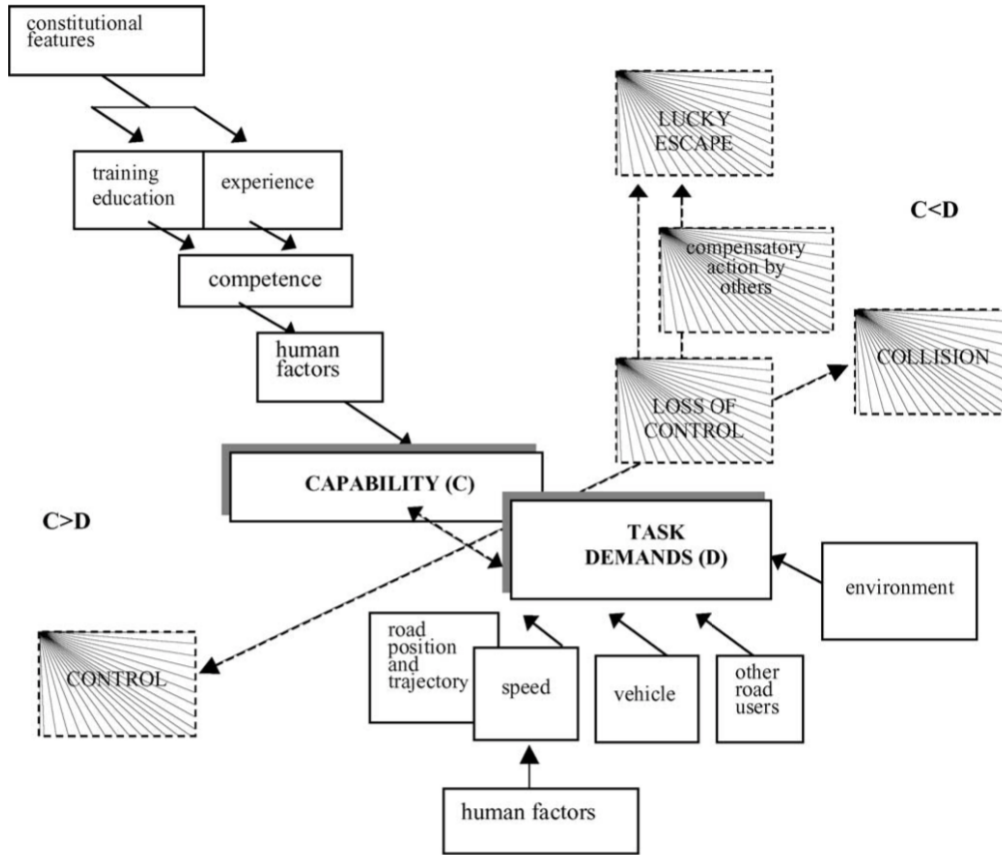 constitutional
features
training
education
experience
competence
human
factors
CAPABILITY (C)
C>D
LUCKY
ESCAPE
C<D
compensatory
action by
others
COLLISION
LOSS OF
CONTROL
TASK
DEMANDS (D)
environment
CONTROL
road
position
and
trajectory
speed
vehicle
other
road
users
human factors